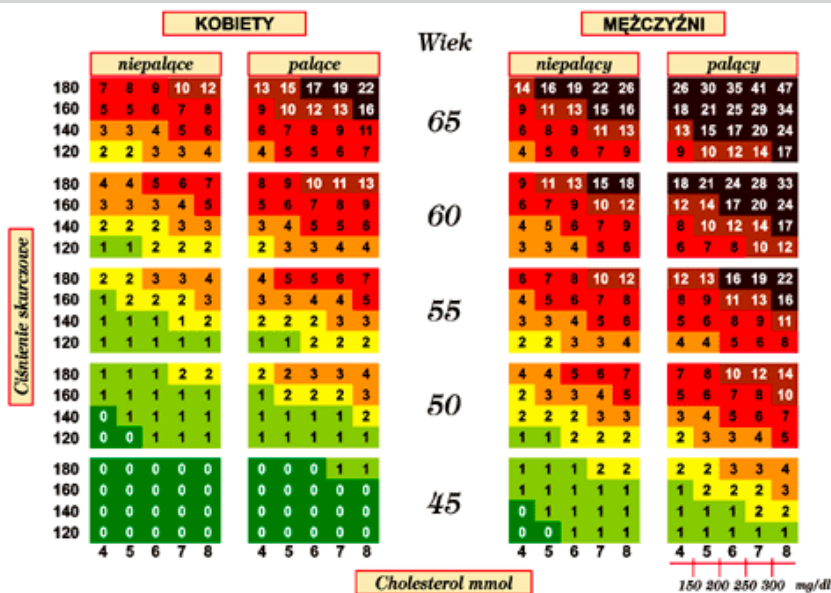 KOBIETY MĘŻCZYŹNI
Wiek
niepalące palące niepalący palący
180 7 8 9 10 12 13 15 17 19 22 14 16 19 22 26 26 30 35 41 47
160 5 5 6 7 8 9 10 12 13 16 9 11 13 15 16 18 21 25 29 34
65
140 3 3 4 5 6 6 7 8 9 11 6 8 9 11 13 13 15 17 20 24
120 2 2 3 3 4 4 5 5 6 7 4 5 6 7 9 9 10 12 14 17
180 4 4 5 6 7 8 9 10 11 13 9 11 13 15 18 18 21 24 28 33
160 3 3 3 4 5 5 6 7 8 9 6 7 9 10 12 12 14 17 20 24
60
140 2 2 2 3 3 3 4 5 5 6 4 5 6 7 9 8 10 12 14 17
120 1 1 2 2 2 2 3 3 4 4 3 3 4 5 6 6 7 8 10 12
Ciśnienie skurczowe
180 2 2 3 3 4 4 5 5 6 7 6 7 8 10 12 12 13 16 19 22
160 1 2 2 2 3 3 3 4 4 5 4 5 6 7 8 8 9 11 13 16
55
140 1 1 1 1 2 2 2 2 3 3 3 3 4 5 6 5 6 8 9 11
120 1 1 1 1 1 1 1 2 2 2 2 2 3 3 4 4 4 5 6 8
180 1 1 1 2 2 2 2 3 3 4 4 4 5 6 7 7 8 10 12 14
160 1 1 1 1 1 1 2 2 2 3 2 3 3 4 5 5 6 7 8 10
50
140 0 1 1 1 1 1 1 1 1 2 2 2 2 3 3 3 4 5 6 7
120 0 0 1 1 1 1 1 1 1 1 1 1 2 2 2 2 3 3 4 5
180 0 0 0 0 0 0 0 0 1 1 1 1 1 2 2 2 2 3 3 4
160 0 0 0 0 0 0 0 0 0 0 1 1 1 1 1 1 2 2 2 3
45
140 0 0 0 0 0 0 0 0 0 0 0 1 1 1 1 1 1 1 2 2
120 0 0 0 0 0 0 0 0 0 0 0 0 1 1 1 1 1 1 1 1
4 5 6 7 8 4 5 6 7 8 4 5 6 7 8 4 5 6 7 8
Cholesterol mmol
150 200 250 300 mg/dl